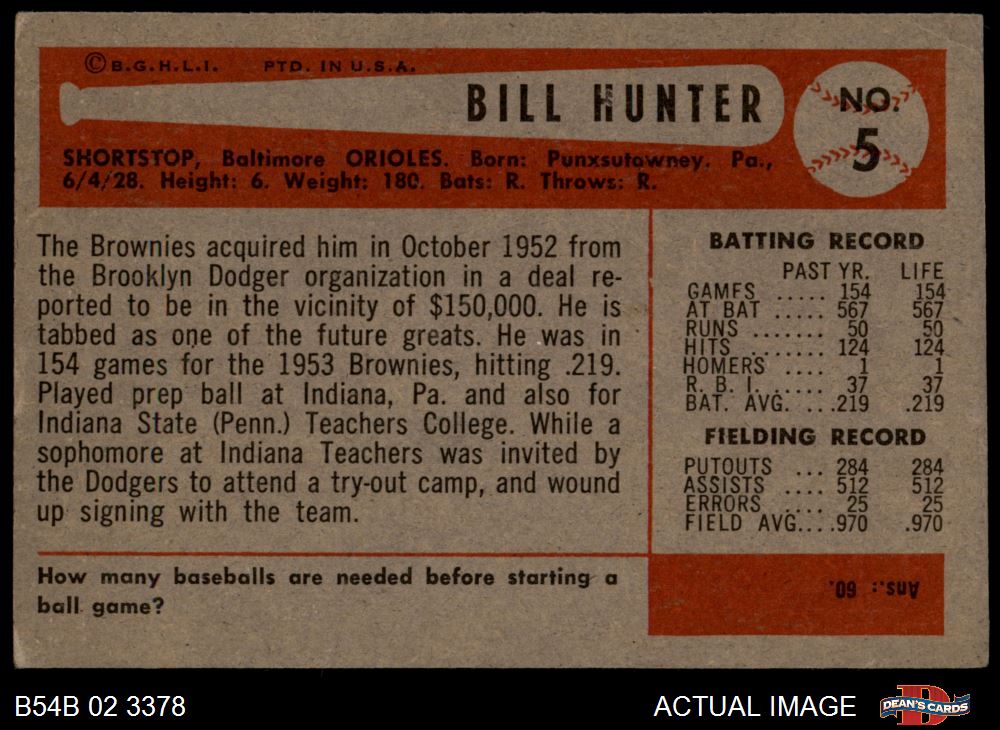 © B.G.H.L.I. PTD. IN U.S.A.
BILL HUNTER
NO.
5
SHORTSTOP, Baltimore ORIOLES. Born: Punxsutawney, Pa.,
6/4/28. Height: 6. Weight: 180. Bats: R. Throws: R.
The Brownies acquired him in October 1952 from
the Brooklyn Dodger organization in a deal re-
ported to be in the vicinity of $150,000. He is
tabbed as one of the future greats. He was in
154 games for the 1953 Brownies, hitting .219.
Played prep ball at Indiana, Pa. and also for
Indiana State (Penn.) Teachers College. While a
sophomore at Indiana Teachers was invited by
the Dodgers to attend a try-out camp, and wound
up signing with the team.
BATTING RECORD
PAST YR. LIFE
GAMES ..... 154 154
AT BAT ..... 567 567
RUNS ....... 50 50
HITS ....... 124 124
HOMERS .... 1 1
R. B. I. ..... 37 37
BAT. AVG. ...219 .219
FIELDING RECORD
PUTOUTS ... 284 284
ASSISTS .... 512 512
ERRORS .... 25 25
FIELD AVG....970 .970
How many baseballs are needed before starting a
ball game?
Ans.: 60.
B54B 02 3378
ACTUAL IMAGE
DEAN'S CARDS